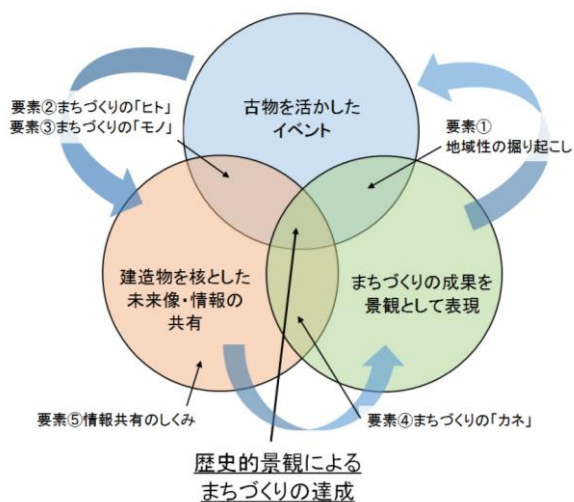 古物を活かした
イベント
要素②まちづくりの「ヒト」
要素③まちづくりの「モノ」
要素①
地域性の掘り起こし
建造物を核とした
未来像・情報の
共有
まちづくりの成果を
景観として表現
要素⑤情報共有のしくみ
要素④まちづくりの「カネ」
歴史的景観による
まちづくりの達成